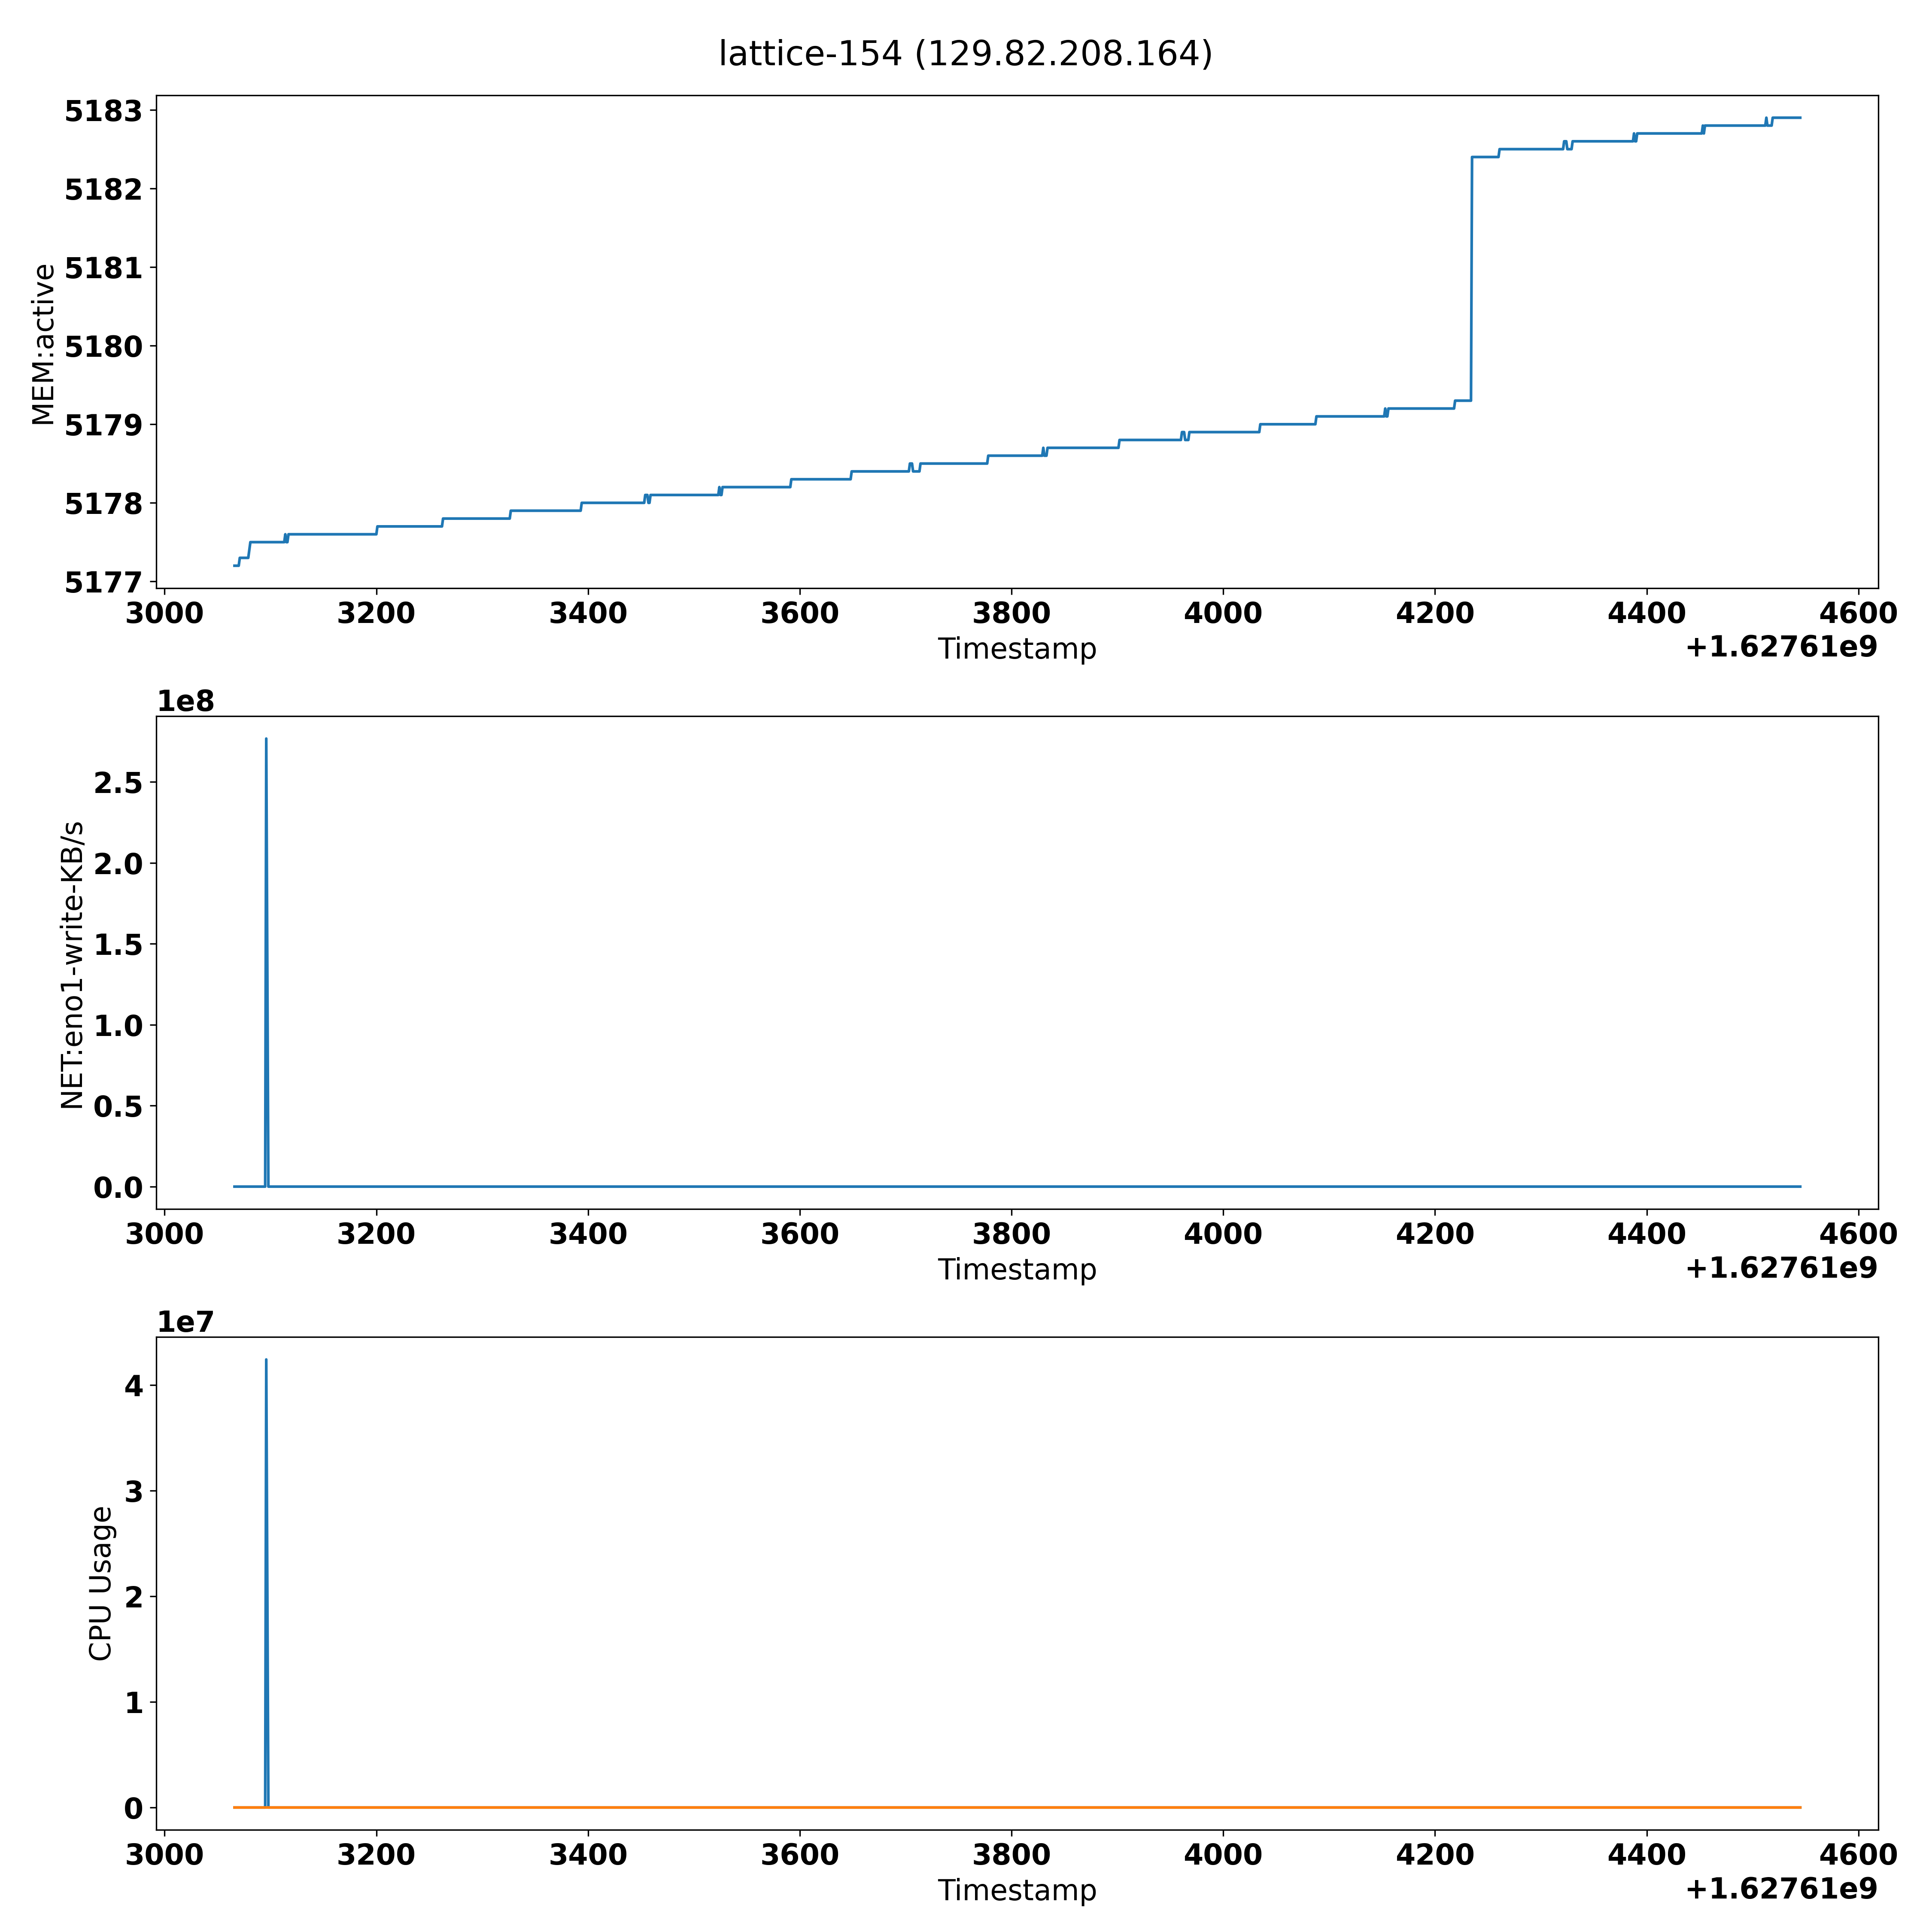 lattice-154 (129.82.208.164)
5183
5182
5181
5180
5179
5178
5177
MEM:active
3000 3200 3400 3600 3800 4000 4200 4400 4600
Timestamp
+1.62761e9
1e8
2.5
2.0
1.5
1.0
0.5
0.0
NET:eno1-write-KB/s
3000 3200 3400 3600 3800 4000 4200 4400 4600
Timestamp
+1.62761e9
1e7
4
3
2
1
0
CPU Usage
3000 3200 3400 3600 3800 4000 4200 4400 4600
Timestamp
+1.62761e9